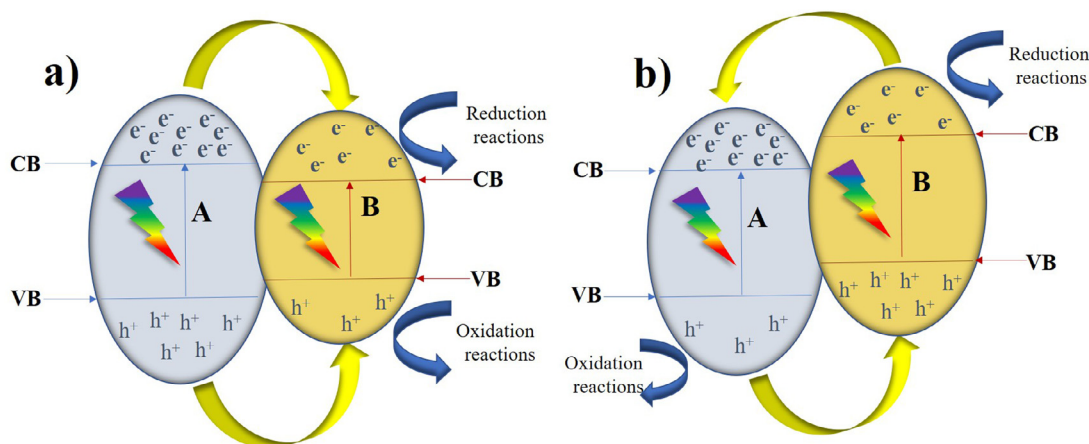 a)
e⁻ e⁻ e⁻ e⁻
e⁻ e⁻ e⁻ e⁻ e⁻
CB
A
VB
h⁺ h⁺ h⁺ h⁺
h⁺ h⁺
e⁻ e⁻
e⁻ e⁻ e⁻ e⁻
CB
B
VB
h⁺ h⁺
h⁺
Reduction
reactions
Oxidation
reactions
b)
e⁻ e⁻ e⁻ e⁻
e⁻ e⁻ e⁻ e⁻ e⁻
CB
A
VB
h⁺ h⁺
h⁺
e⁻ e⁻
e⁻ e⁻ e⁻
CB
B
VB
h⁺ h⁺ h⁺ h⁺
h⁺ h⁺
Reduction
reactions
Oxidation
reactions